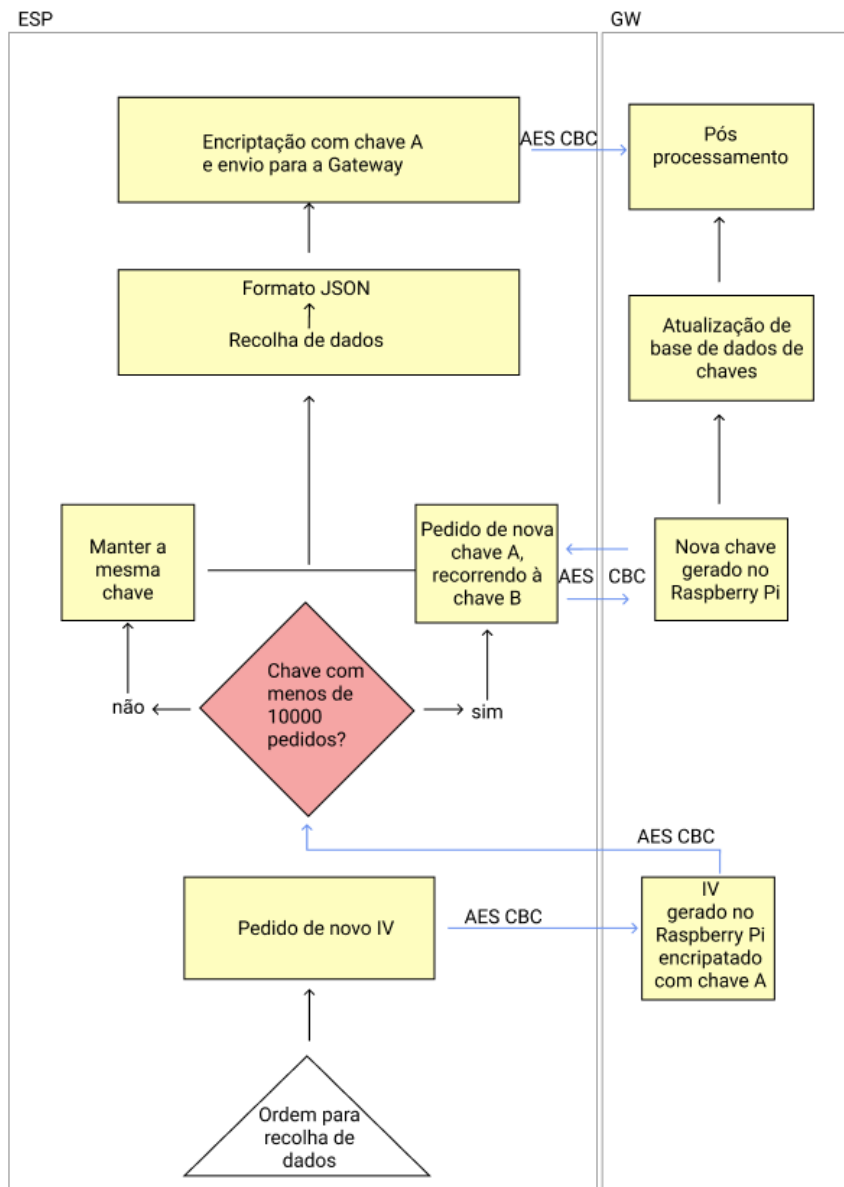 ESP
GW
Encriptação com chave A
e envio para a Gateway
AES CBC
Pós
processamento
Formato JSON
Recolha de dados
Atualização de
base de dados de
chaves
Manter a
mesma
chave
Pedido de nova
chave A,
recorrendo à
chave B
AES CBC
Nova chave
gerado no
Raspberry Pi
Chave com
menos de
10000
pedidos?
não
sim
AES CBC
Pedido de novo IV
AES CBC
IV
gerado no
Raspberry Pi
encripatado
com chave A
Ordem para
recolha de
dados